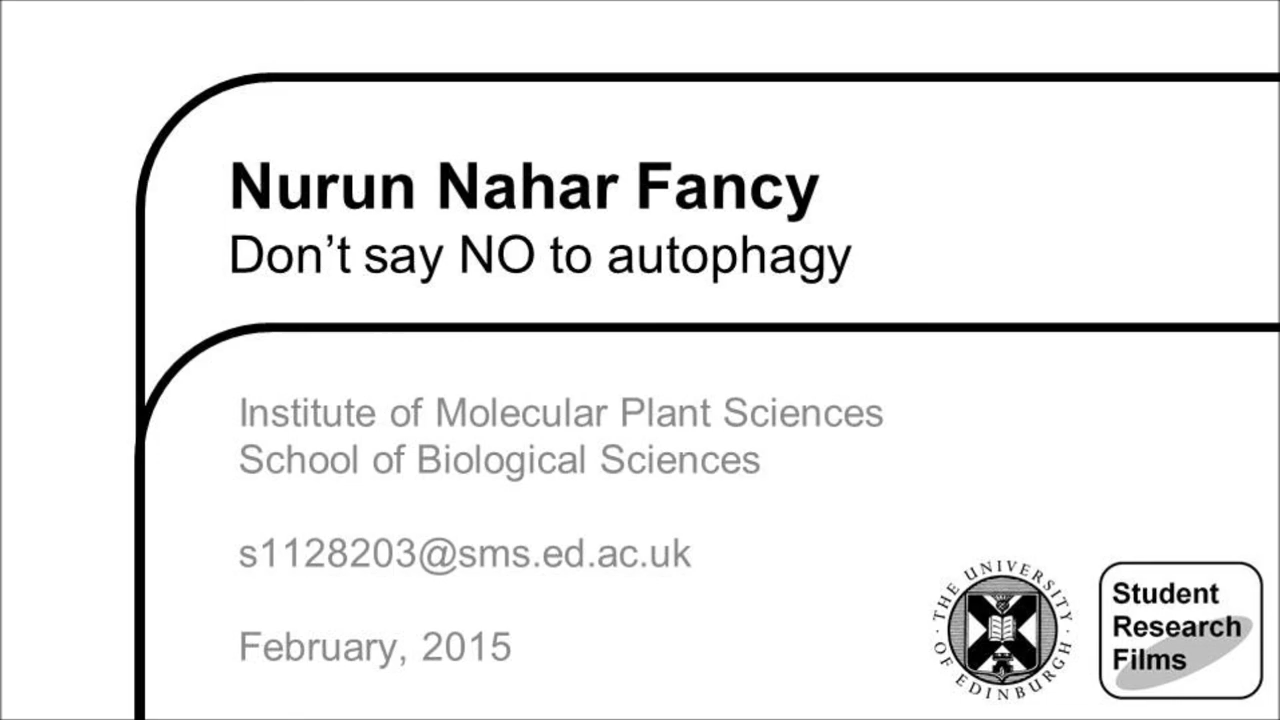 Nurun Nahar Fancy
Don’t say NO to autophagy
Institute of Molecular Plant Sciences
School of Biological Sciences
s1128203@sms.ed.ac.uk
February, 2015
THE UNIVERSITY OF EDINBURGH
Student
Research
Films